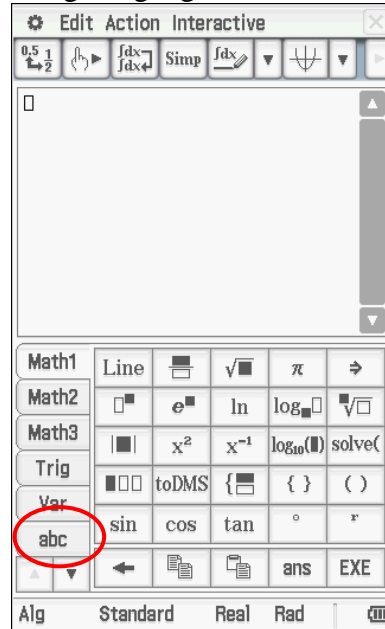 Edit Action Interactive
0.5 1 2 ∫dx ∫dx Simp ∫dx
Math1 Line √■ π ⇒
Math2 □■ e■ ln log■□ ■√□
Math3 |■| x² x⁻¹ log₁₀(■) solve(
Trig ■□□ toDMS { { } ( )
Var sin cos tan ° r
abc
ans EXE
Alg Standard Real Rad